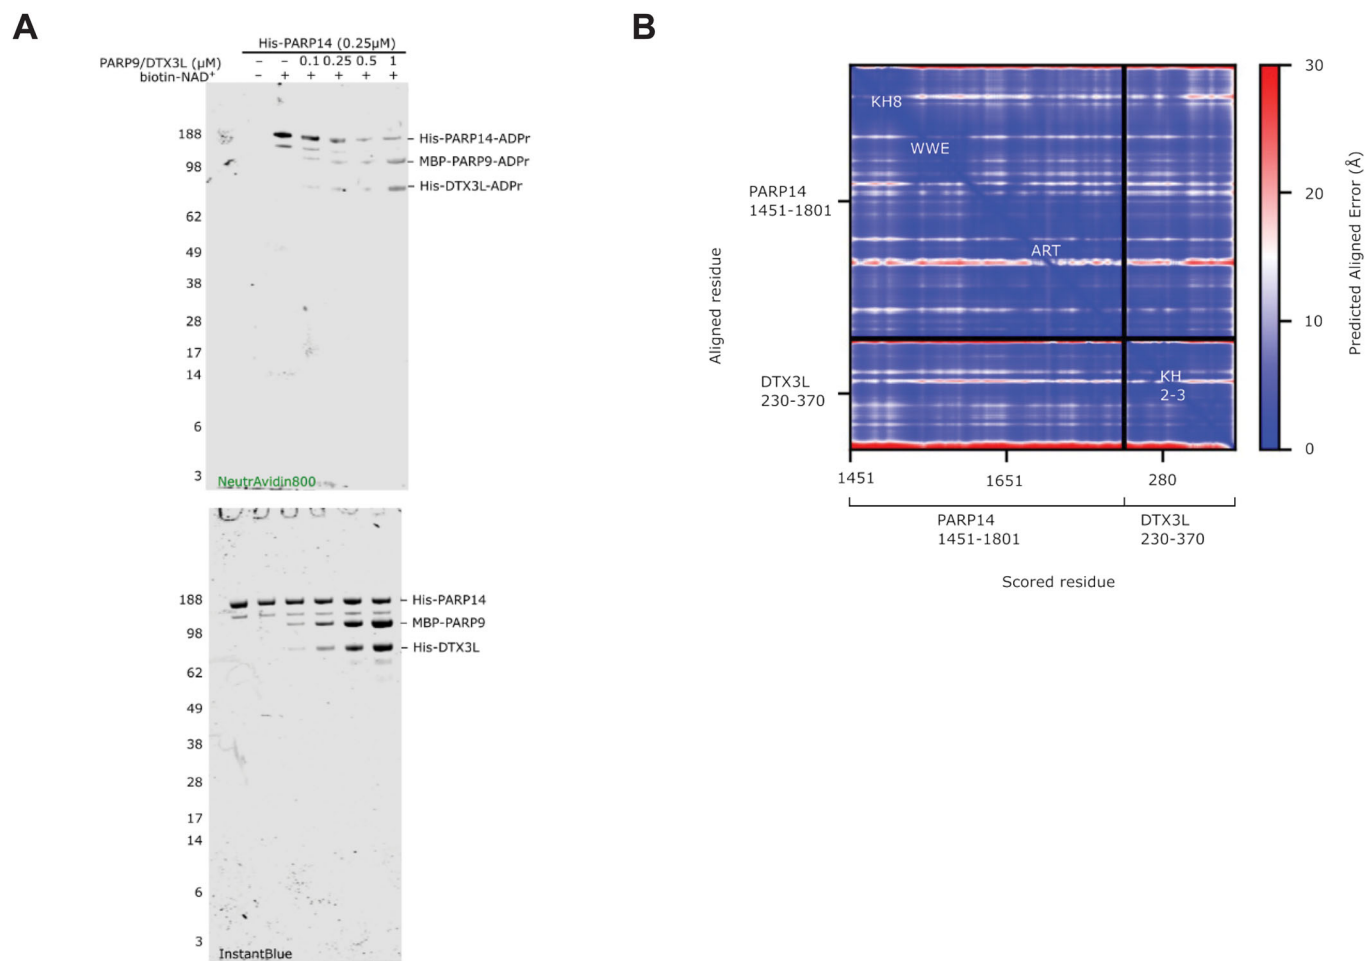 A
His-PARP14 (0.25µM)
PARP9/DTX3L (µM) – – 0.1 0.25 0.5 1
biotin-NAD⁺ – + + + + +
188
98
62
49
38
28
17
14
6
3
His-PARP14-ADPr
MBP-PARP9-ADPr
His-DTX3L-ADPr
NeutrAvidin800
188
98
62
49
38
28
17
14
6
3
His-PARP14
MBP-PARP9
His-DTX3L
InstantBlue
B
KH8
WWE
ART
KH
2-3
Aligned residue
PARP14
1451-1801
DTX3L
230-370
1451 1651 280
PARP14
1451-1801
DTX3L
230-370
Scored residue
30
20
10
0
Predicted Aligned Error (Å)